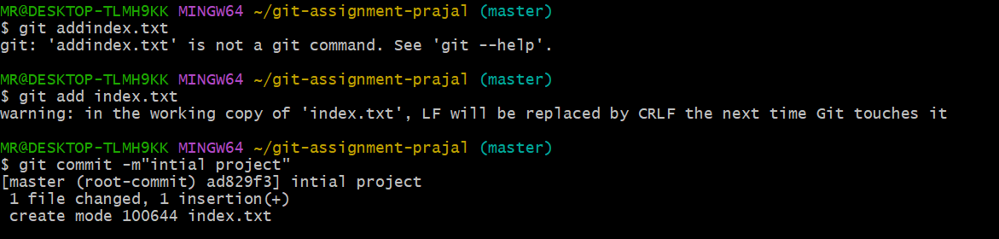 MR@DESKTOP-TLMH9KK MINGW64 ~/git-assignment-prajal (master)
$ git addindex.txt
git: 'addindex.txt' is not a git command. See 'git --help'.
MR@DESKTOP-TLMH9KK MINGW64 ~/git-assignment-prajal (master)
$ git add index.txt
warning: in the working copy of 'index.txt', LF will be replaced by CRLF the next time Git touches it
MR@DESKTOP-TLMH9KK MINGW64 ~/git-assignment-prajal (master)
$ git commit -m"intial project"
[master (root-commit) ad829f3] intial project
 1 file changed, 1 insertion(+)
 create mode 100644 index.txt